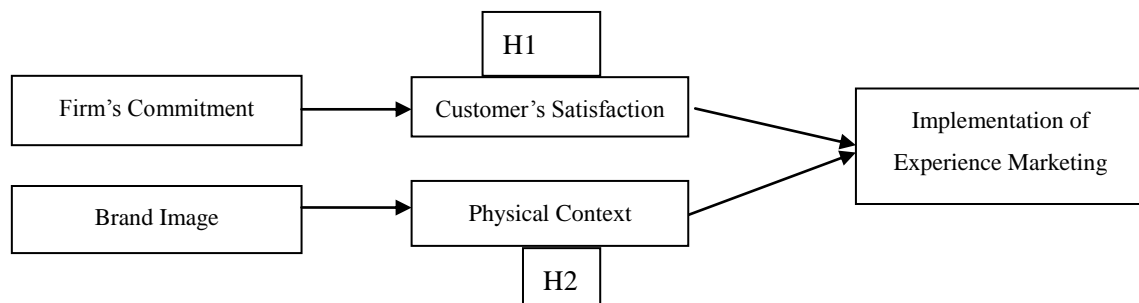 H1
Firm's Commitment
Customer's Satisfaction
Implementation of
Experience Marketing
Brand Image
Physical Context
H2